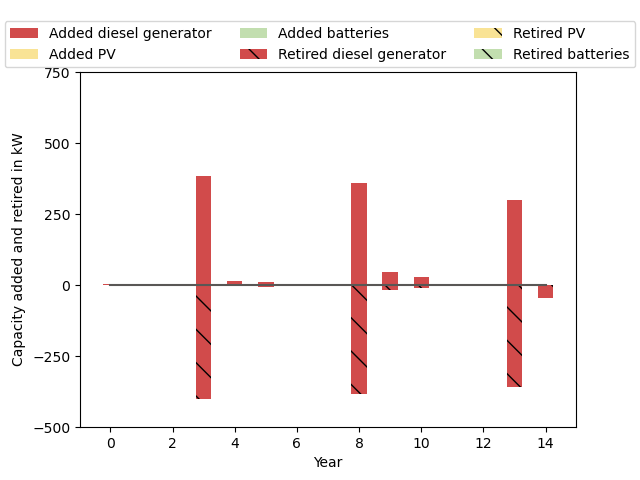 Added diesel generator
Added PV
Added batteries
Retired diesel generator
Retired PV
Retired batteries
750
500
250
0
−250
−500
Capacity added and retired in kW
0 2 4 6 8 10 12 14
Year